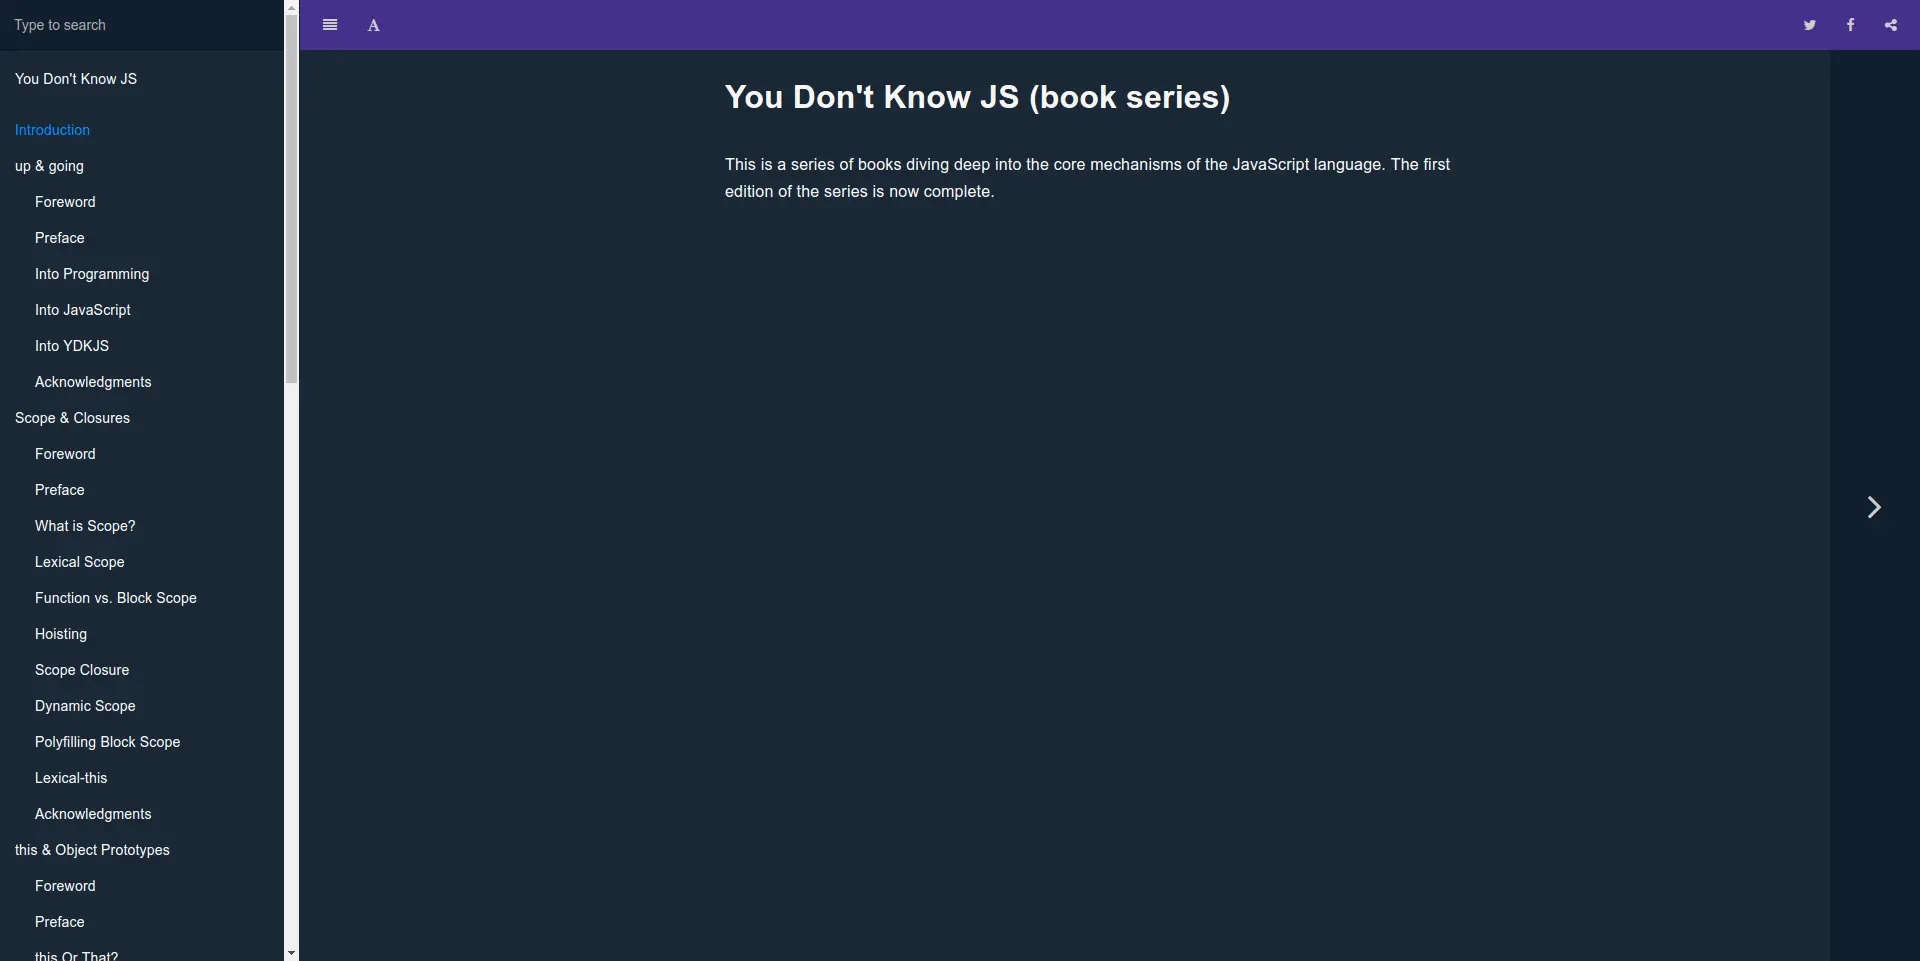 Type to search
You Don't Know JS
Introduction
up & going
Foreword
Preface
Into Programming
Into JavaScript
Into YDKJS
Acknowledgments
Scope & Closures
Foreword
Preface
What is Scope?
Lexical Scope
Function vs. Block Scope
Hoisting
Scope Closure
Dynamic Scope
Polyfilling Block Scope
Lexical-this
Acknowledgments
this & Object Prototypes
Foreword
Preface
this Or That?
A
You Don't Know JS (book series)
This is a series of books diving deep into the core mechanisms of the JavaScript language. The first
edition of the series is now complete.